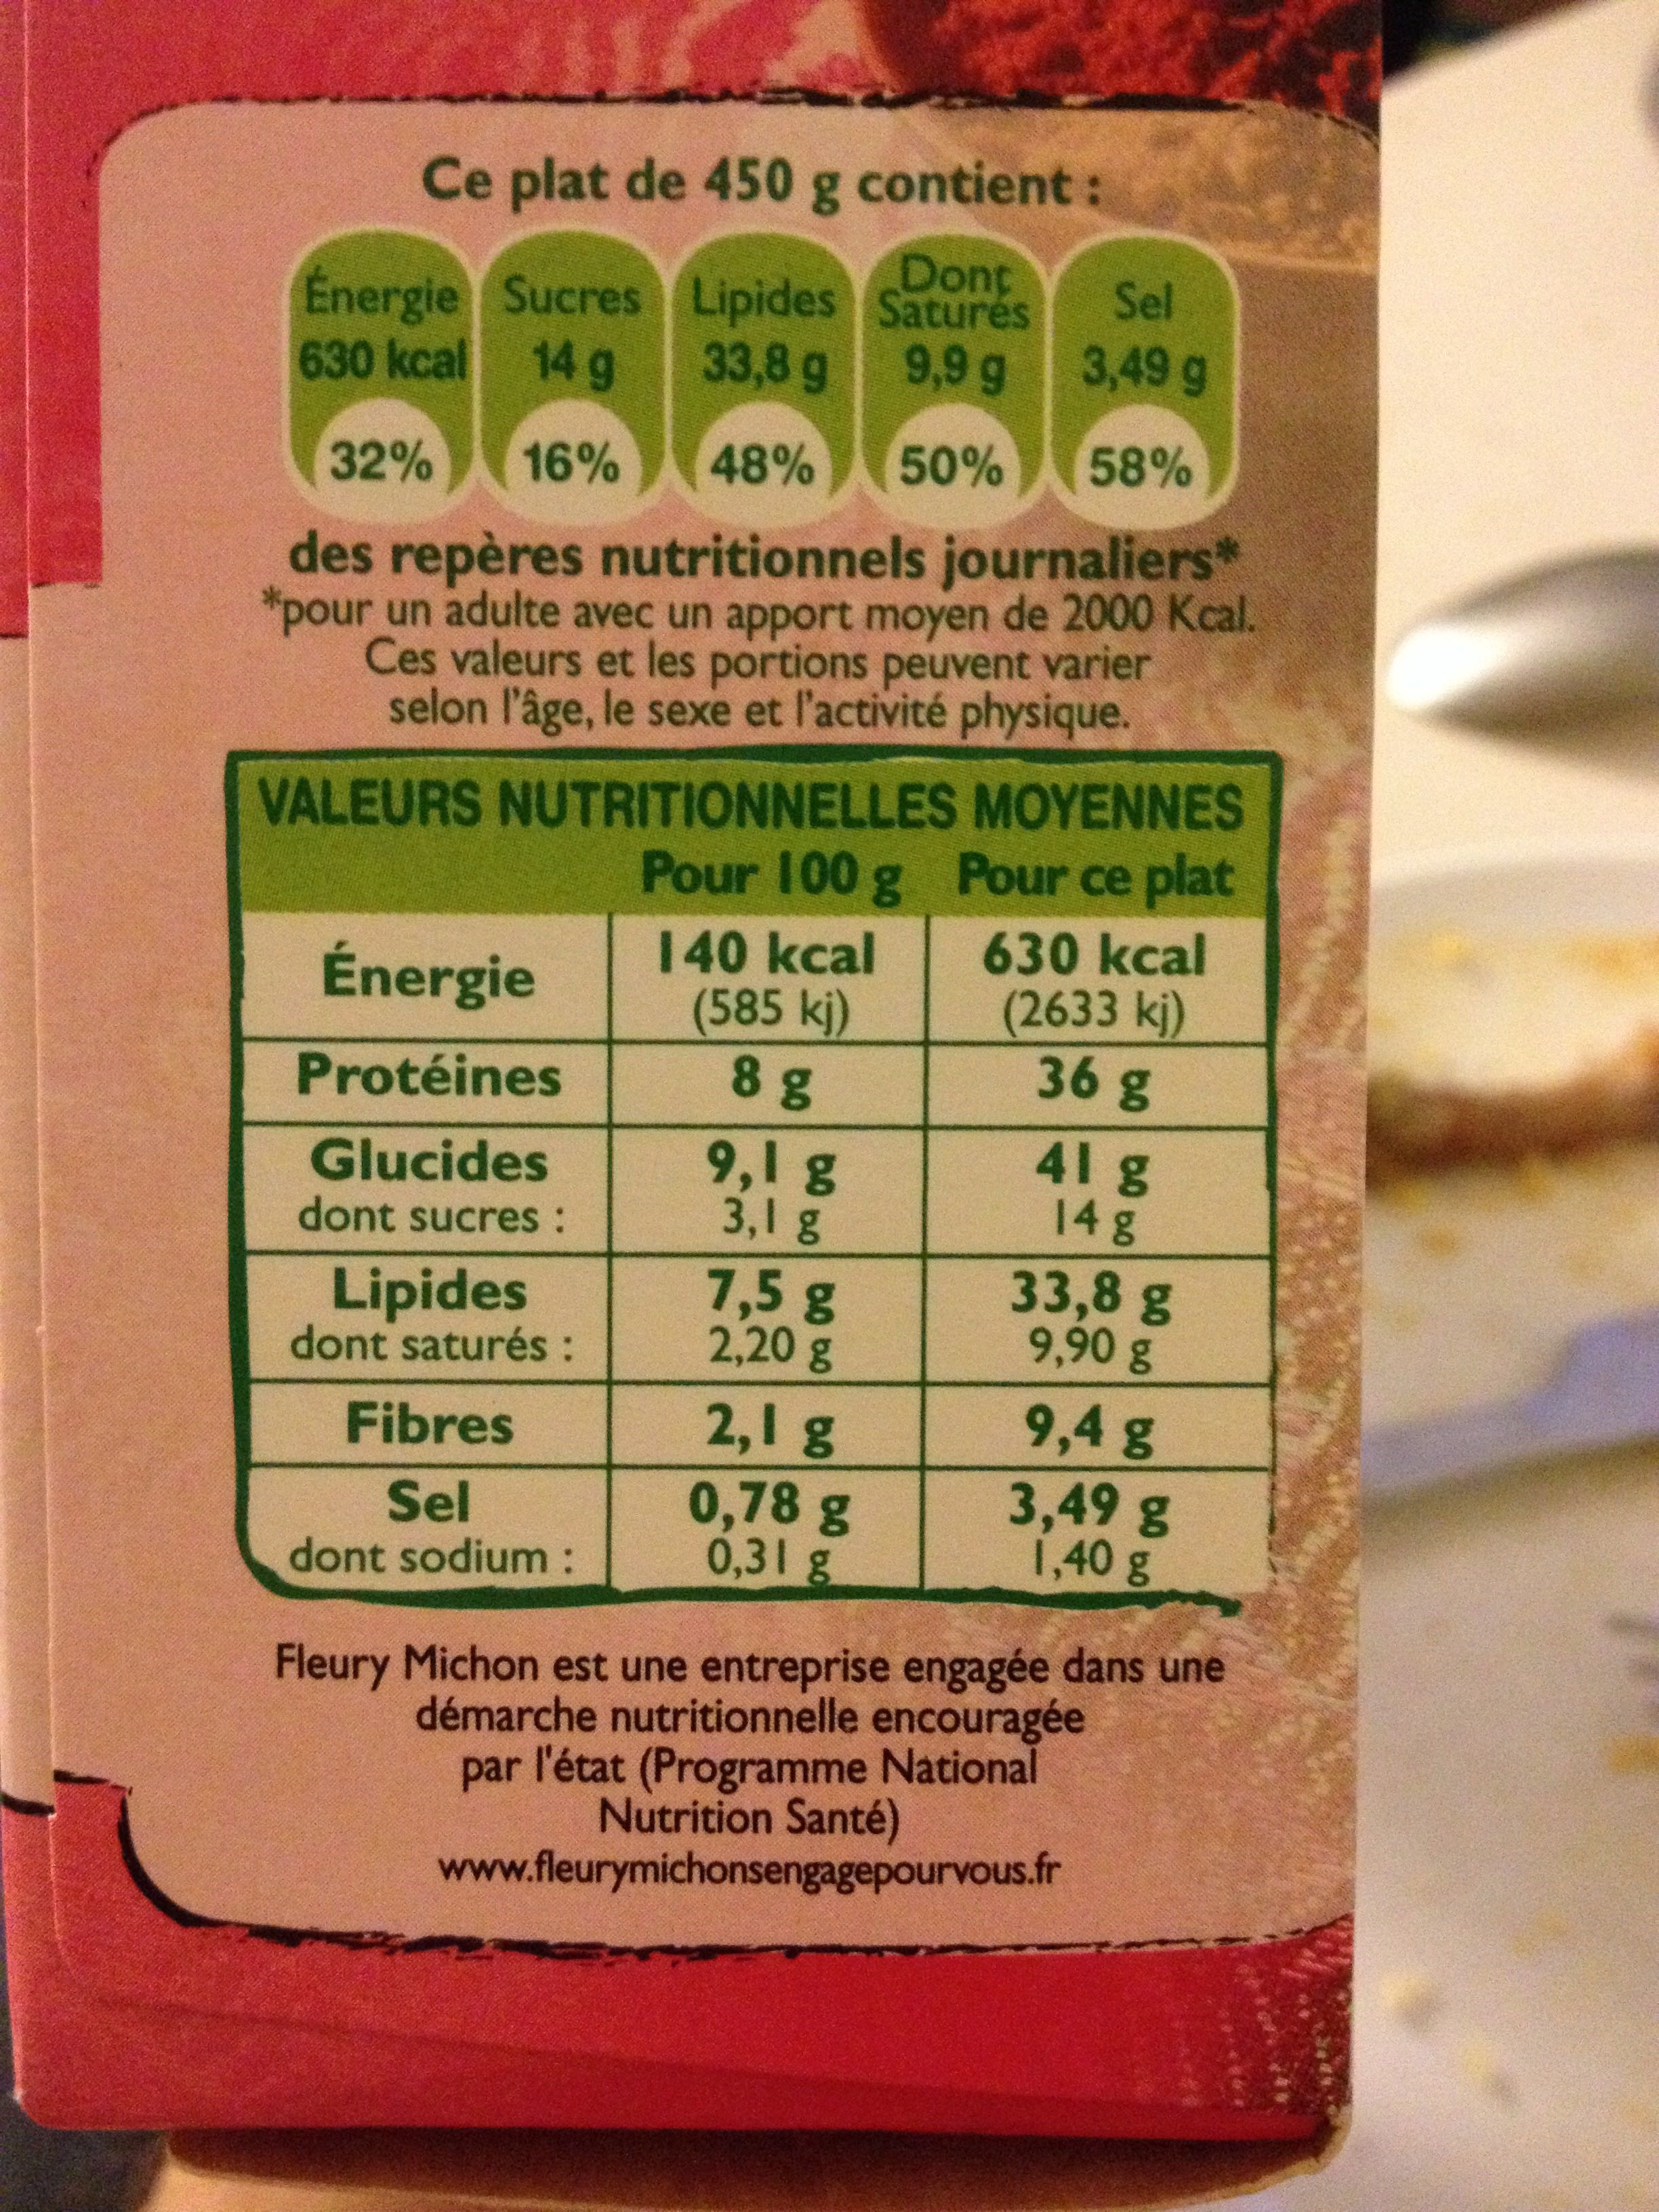 Ce plat de 450 g contient :
Énergie Sucres Lipides Dont Saturés Sel
630 kcal 14 g 33,8 g 9,9 g 3,49 g
32% 16% 48% 50% 58%
des repères nutritionnels journaliers*
*pour un adulte avec un apport moyen de 2000 Kcal.
Ces valeurs et les portions peuvent varier
selon l'âge, le sexe et l'activité physique.
VALEURS NUTRITIONNELLES MOYENNES
Pour 100 g Pour ce plat
Énergie 140 kcal 630 kcal
(585 kj) (2633 kj)
Protéines 8 g 36 g
Glucides 9,1 g 41 g
dont sucres : 3,1 g 14 g
Lipides 7,5 g 33,8 g
dont saturés : 2,20 g 9,90 g
Fibres 2,1 g 9,4 g
Sel 0,78 g 3,49 g
dont sodium : 0,31 g 1,40 g
Fleury Michon est une entreprise engagée dans une
démarche nutritionnelle encouragée
par l'état (Programme National
Nutrition Santé)
www.fleurymichonsengagepourvous.fr